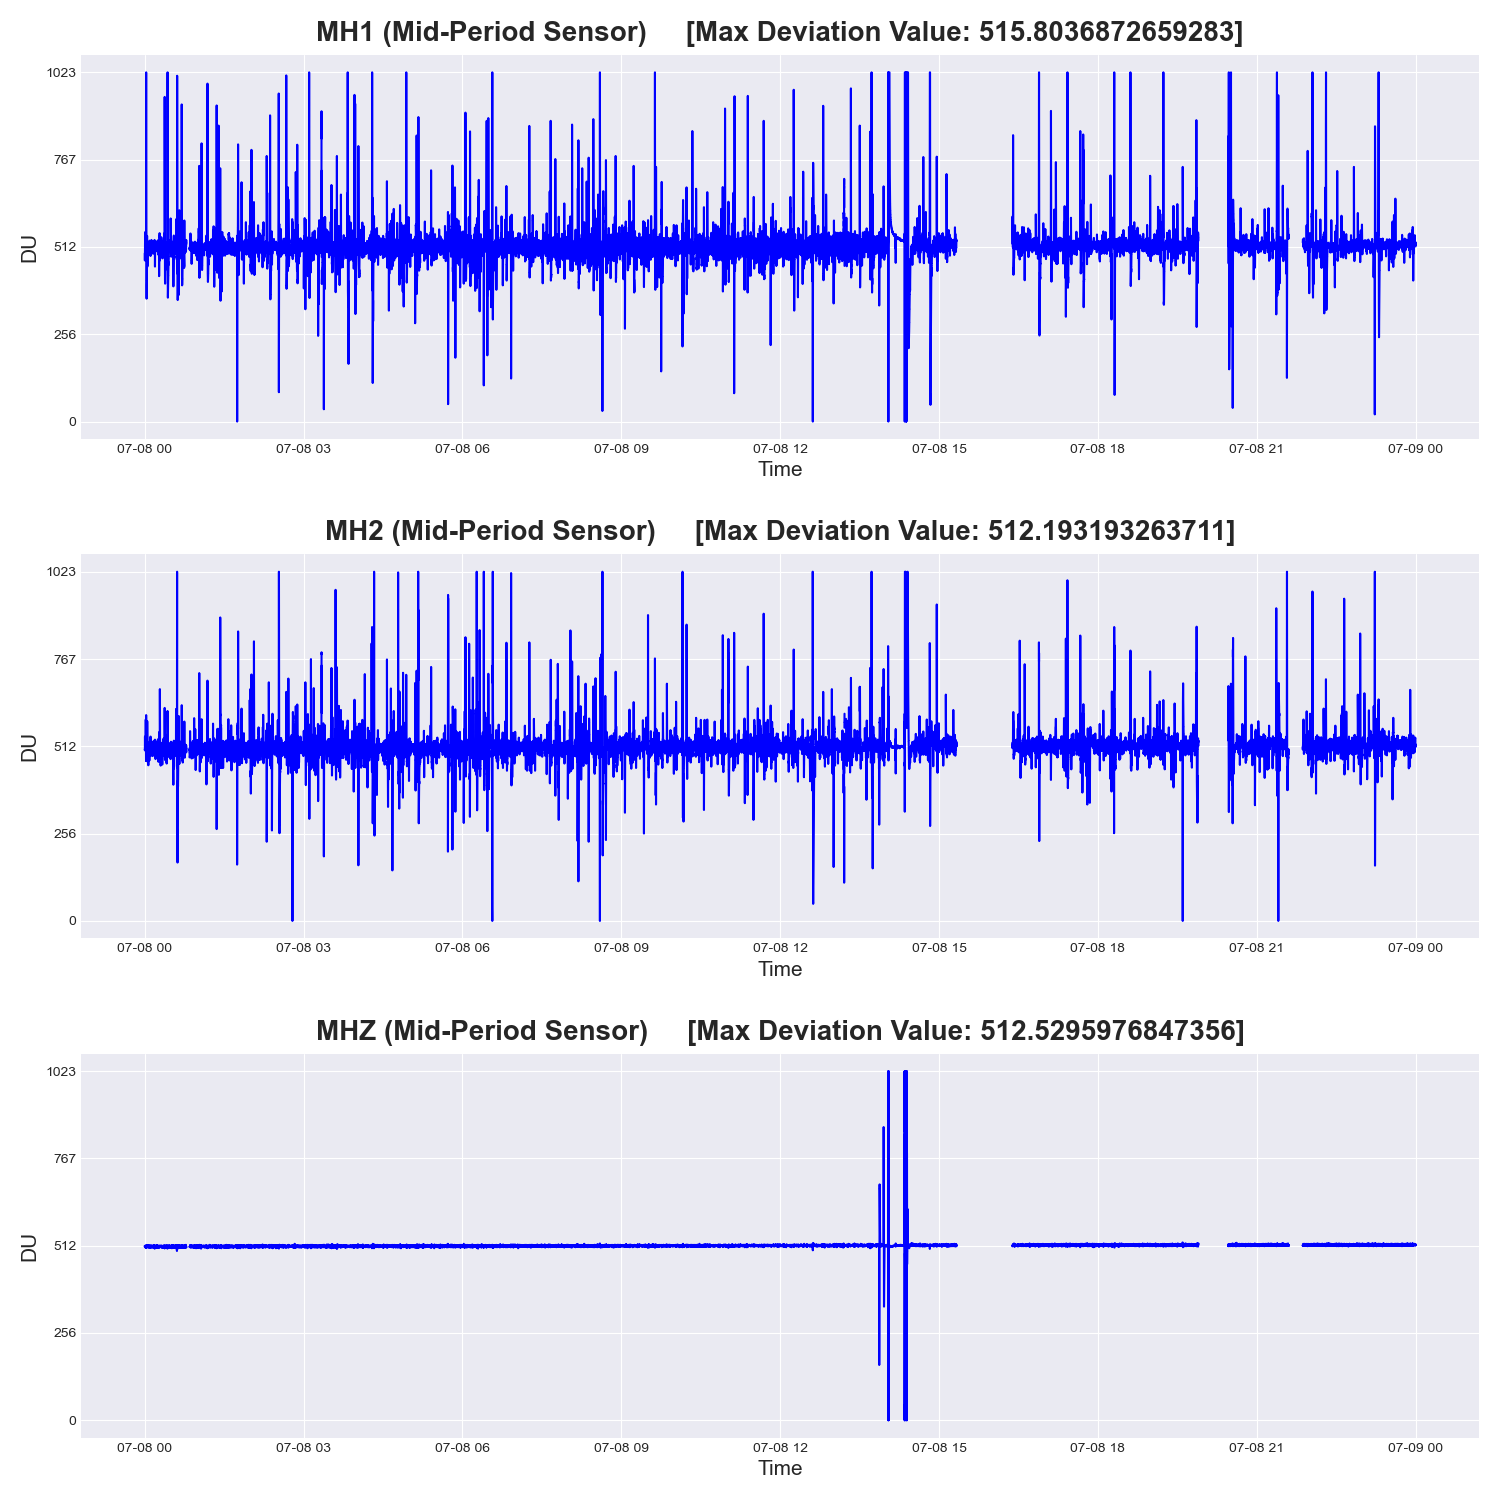 MH1 (Mid-Period Sensor) [Max Deviation Value: 515.8036872659283]
1023
767
512
256
0
DU
07-08 00 07-08 03 07-08 06 07-08 09 07-08 12 07-08 15 07-08 18 07-08 21 07-09 00
Time
MH2 (Mid-Period Sensor) [Max Deviation Value: 512.193193263711]
1023
767
512
256
0
DU
07-08 00 07-08 03 07-08 06 07-08 09 07-08 12 07-08 15 07-08 18 07-08 21 07-09 00
Time
MHZ (Mid-Period Sensor) [Max Deviation Value: 512.5295976847356]
1023
767
512
256
0
DU
07-08 00 07-08 03 07-08 06 07-08 09 07-08 12 07-08 15 07-08 18 07-08 21 07-09 00
Time